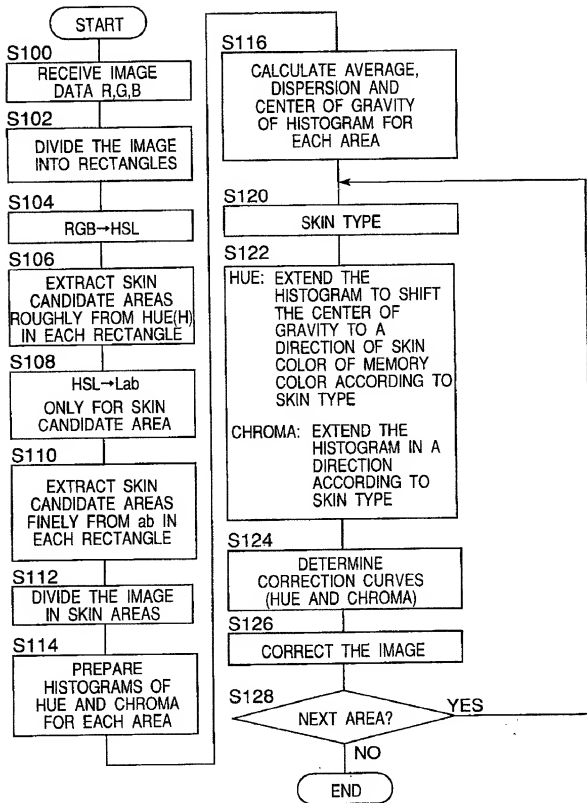 START
S100
RECEIVE IMAGE
DATA R,G,B
S102
DIVIDE THE IMAGE
INTO RECTANGLES
S104
RGB→HSL
S106
EXTRACT SKIN
CANDIDATE AREAS
ROUGHLY FROM HUE(H)
IN EACH RECTANGLE
S108
HSL→Lab
ONLY FOR SKIN
CANDIDATE AREA
S110
EXTRACT SKIN
CANDIDATE AREAS
FINELY FROM ab IN
EACH RECTANGLE
S112
DIVIDE THE IMAGE
IN SKIN AREAS
S114
PREPARE
HISTOGRAMS OF
HUE AND CHROMA
FOR EACH AREA
S116
CALCULATE AVERAGE,
DISPERSION AND
CENTER OF GRAVITY
OF HISTOGRAM FOR
EACH AREA
S120
SKIN TYPE
S122
HUE: EXTEND THE
HISTOGRAM TO SHIFT
THE CENTER OF
GRAVITY TO A
DIRECTION OF SKIN
COLOR OF MEMORY
COLOR ACCORDING TO
SKIN TYPE
CHROMA: EXTEND THE
HISTOGRAM IN A
DIRECTION
ACCORDING TO
SKIN TYPE
S124
DETERMINE
CORRECTION CURVES
(HUE AND CHROMA)
S126
CORRECT THE IMAGE
S128
NEXT AREA?
YES
NO
END